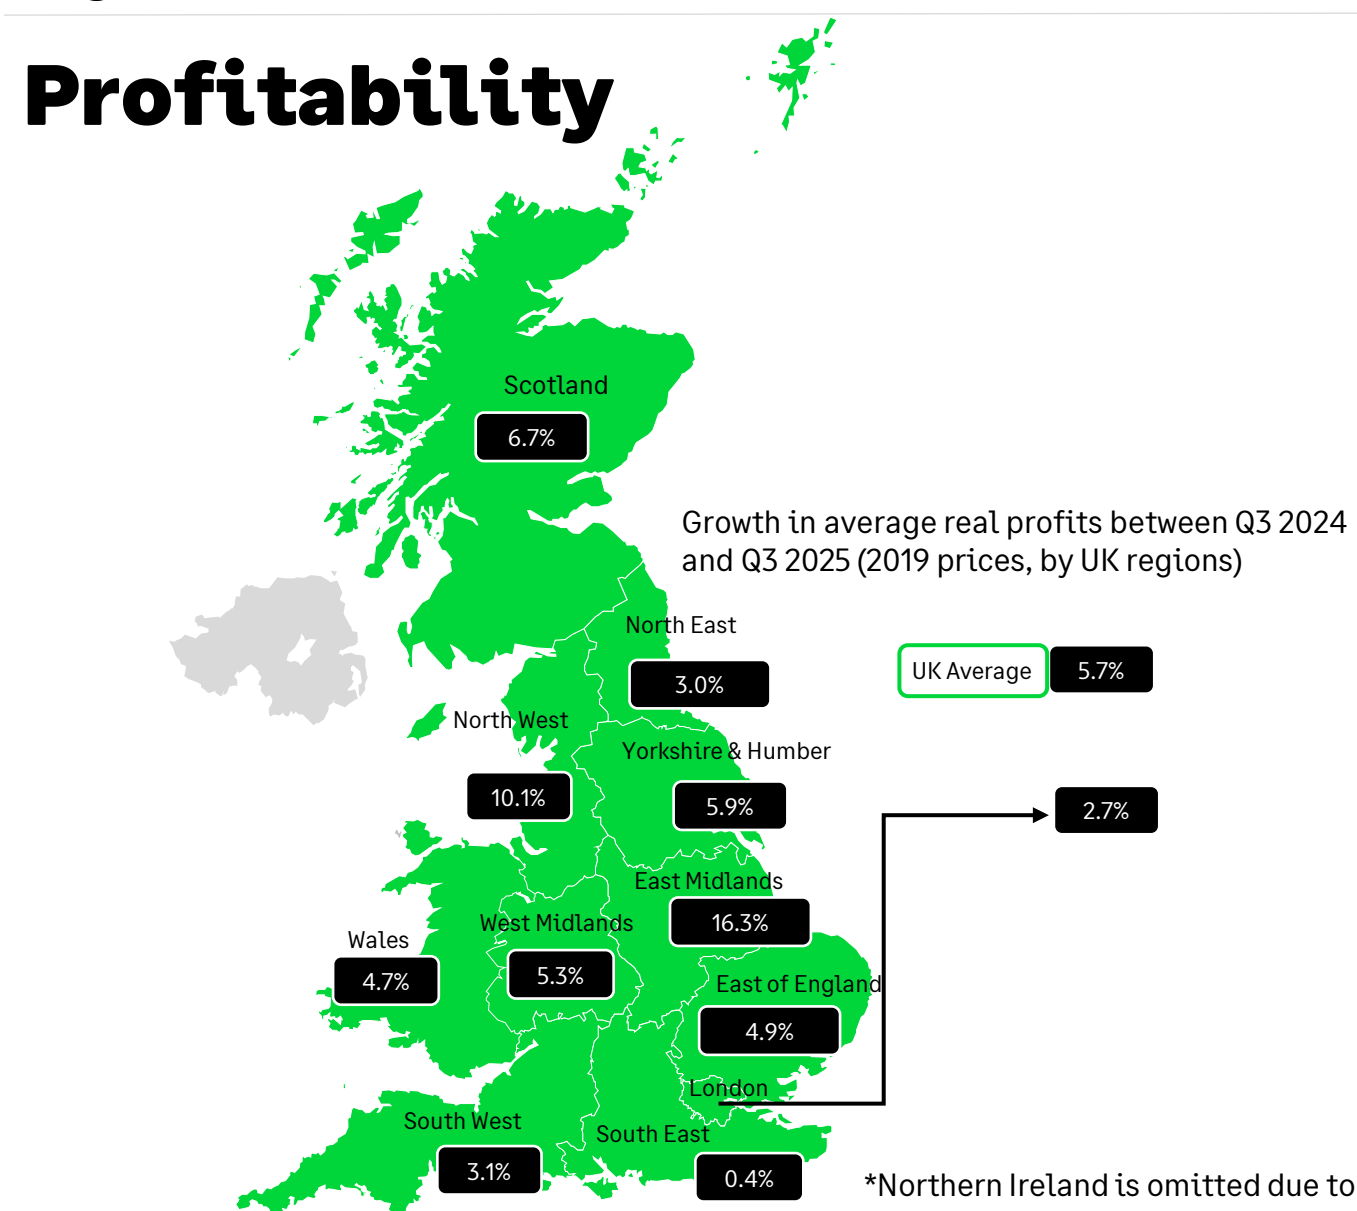 Profitability
Scotland
6.7%
Growth in average real profits between Q3 2024
and Q3 2025 (2019 prices, by UK regions)
North East
3.0%
UK Average
5.7%
North West
10.1%
Yorkshire & Humber
5.9%
2.7%
East Midlands
16.3%
West Midlands
5.3%
Wales
4.7%
East of England
4.9%
London
South West
3.1%
South East
0.4%
*Northern Ireland is omitted due to